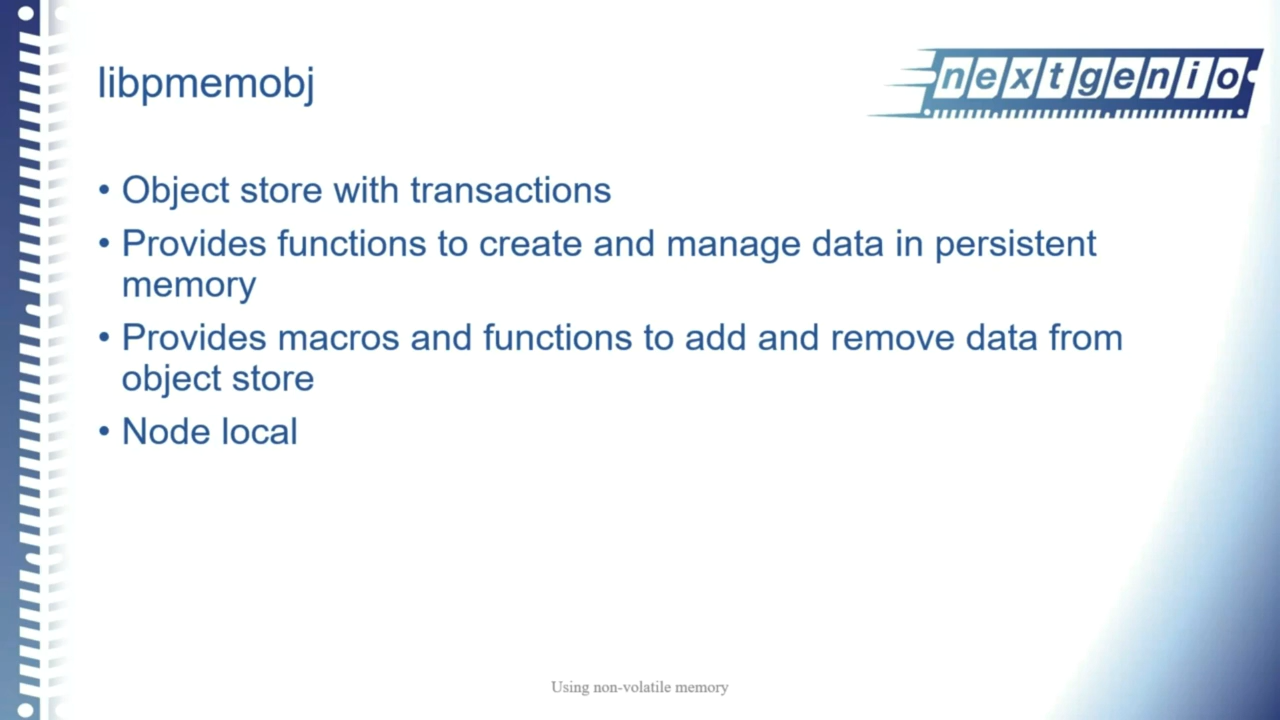 libpmemobj
nextgenio
• Object store with transactions
• Provides functions to create and manage data in persistent
memory
• Provides macros and functions to add and remove data from
object store
• Node local
Using non-volatile memory